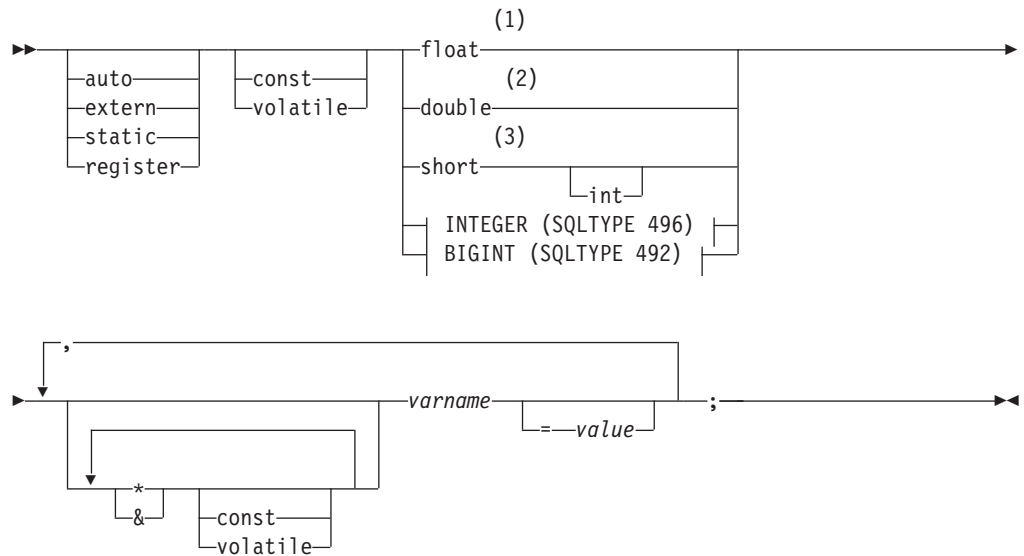 (1)
float
auto const (2)
extern volatile double
static (3)
register short
int
INTEGER (SQLTYPE 496)
BIGINT (SQLTYPE 492)
,
varname ;
= value
*
& const
volatile